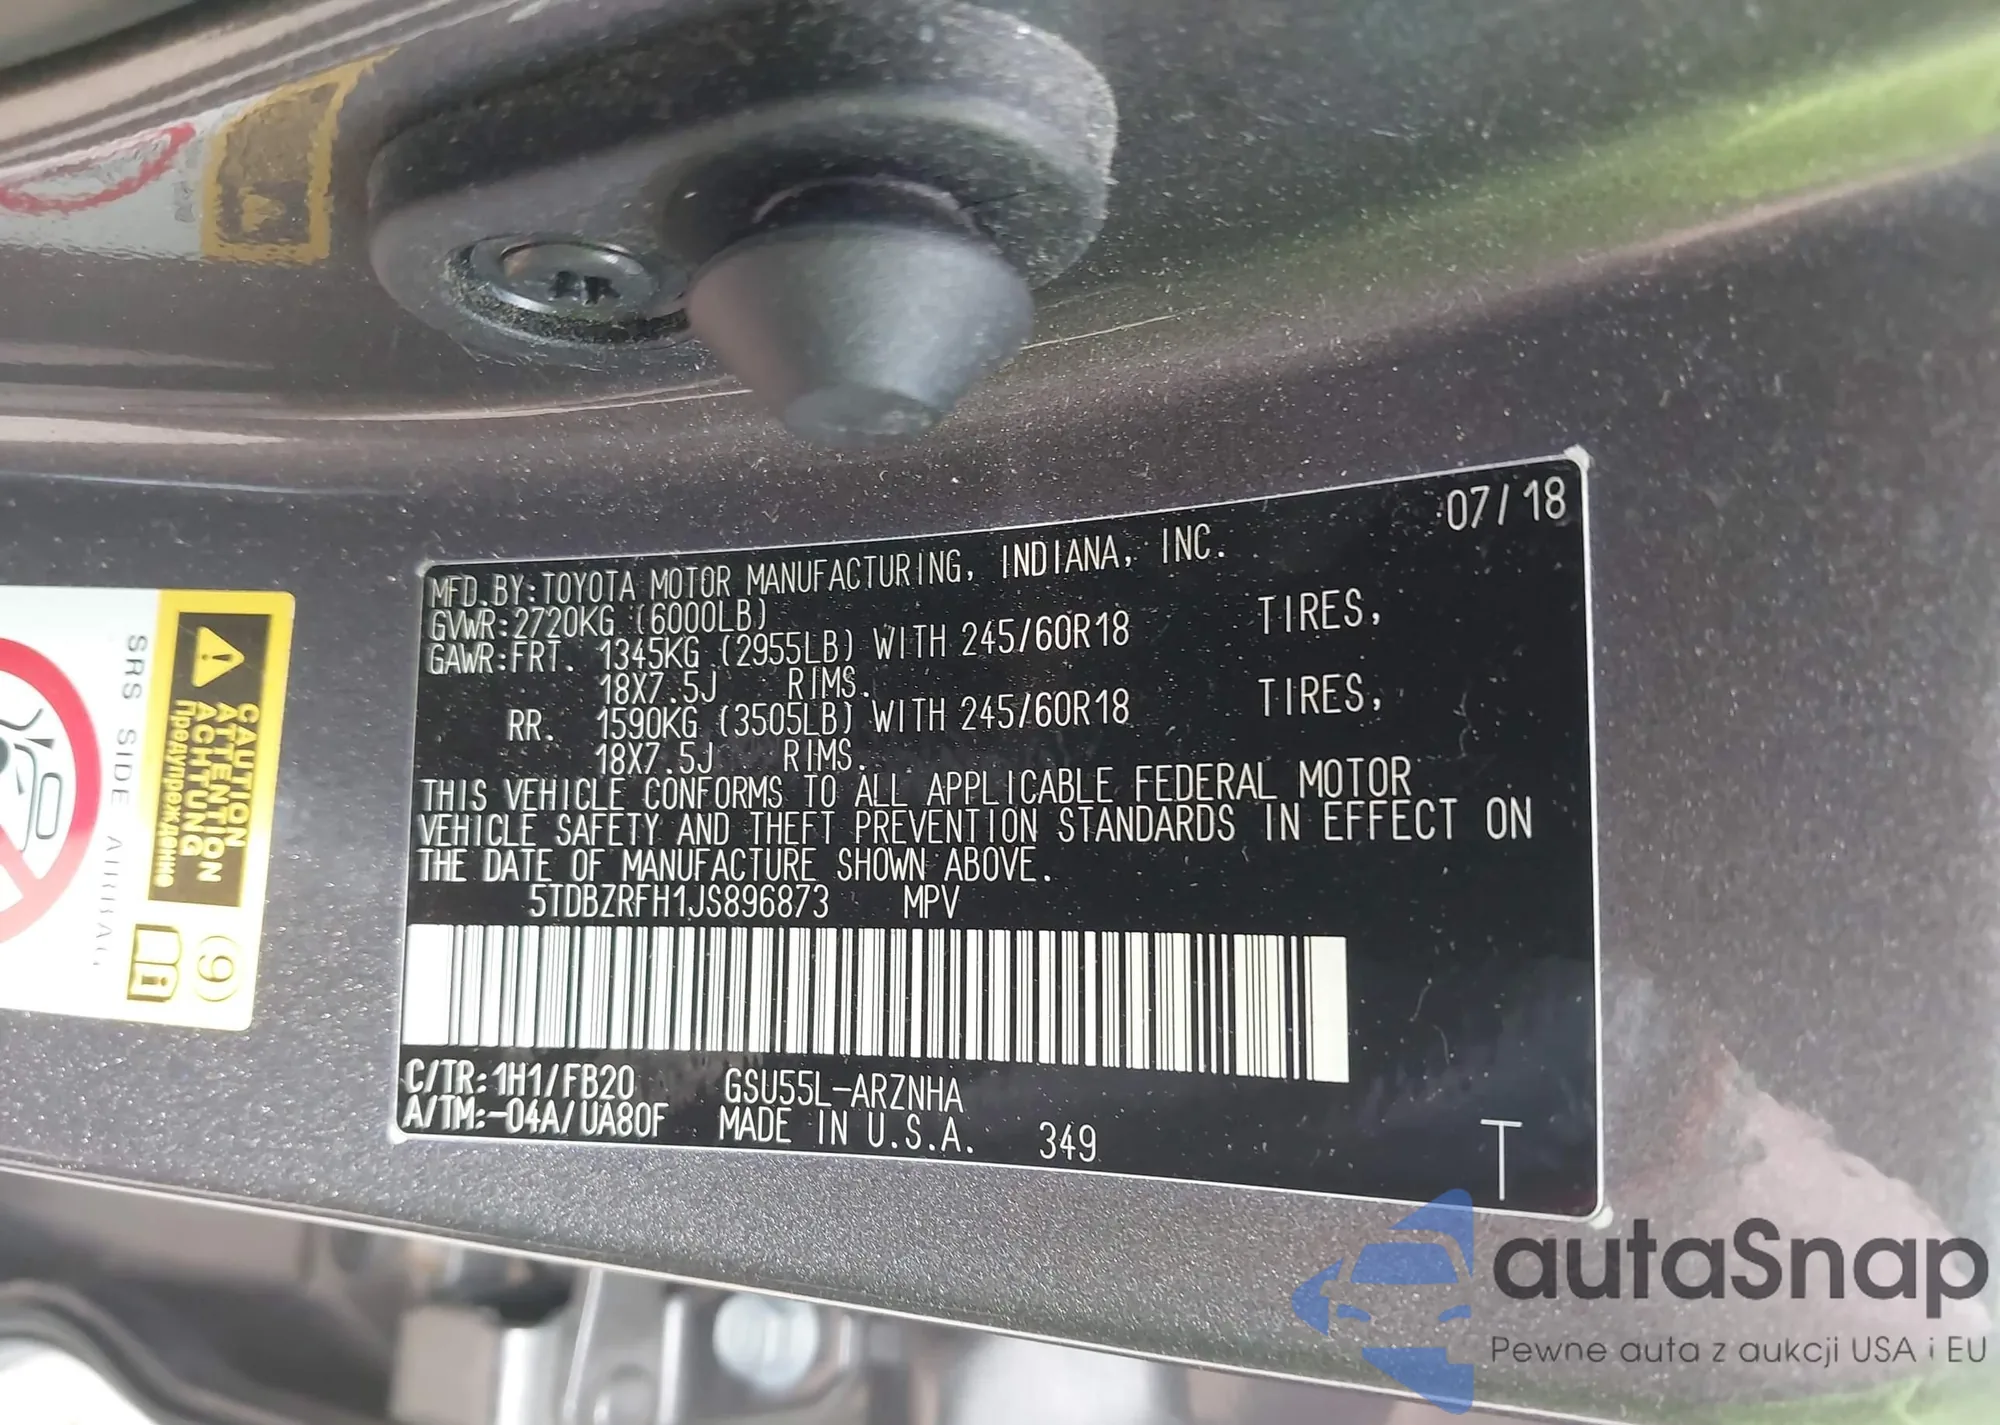 07/18
MFD.BY:TOYOTA MOTOR MANUFACTURING, INDIANA, INC.
GVWR:2720KG (6000LB)
GAWR:FRT. 1345KG (2955LB) WITH 245/60R18 TIRES,
18X7.5J RIMS.
RR. 1590KG (3505LB) WITH 245/60R18 TIRES,
18X7.5J RIMS.
THIS VEHICLE CONFORMS TO ALL APPLICABLE FEDERAL MOTOR
VEHICLE SAFETY AND THEFT PREVENTION STANDARDS IN EFFECT ON
THE DATE OF MANUFACTURE SHOWN ABOVE.
5TDBZRFH1JS896873 MPV
C/TR:1H1/FB20 GSU55L-ARZNHA
A/TM:-04A/UA80F MADE IN U.S.A. 349
T
CAUTION
ATTENTION
ACHTUNG
Предупреждение
SRS SIDE AIRBAG
(9)
i
autaSnap
Pewne auta z aukcji USA i EU